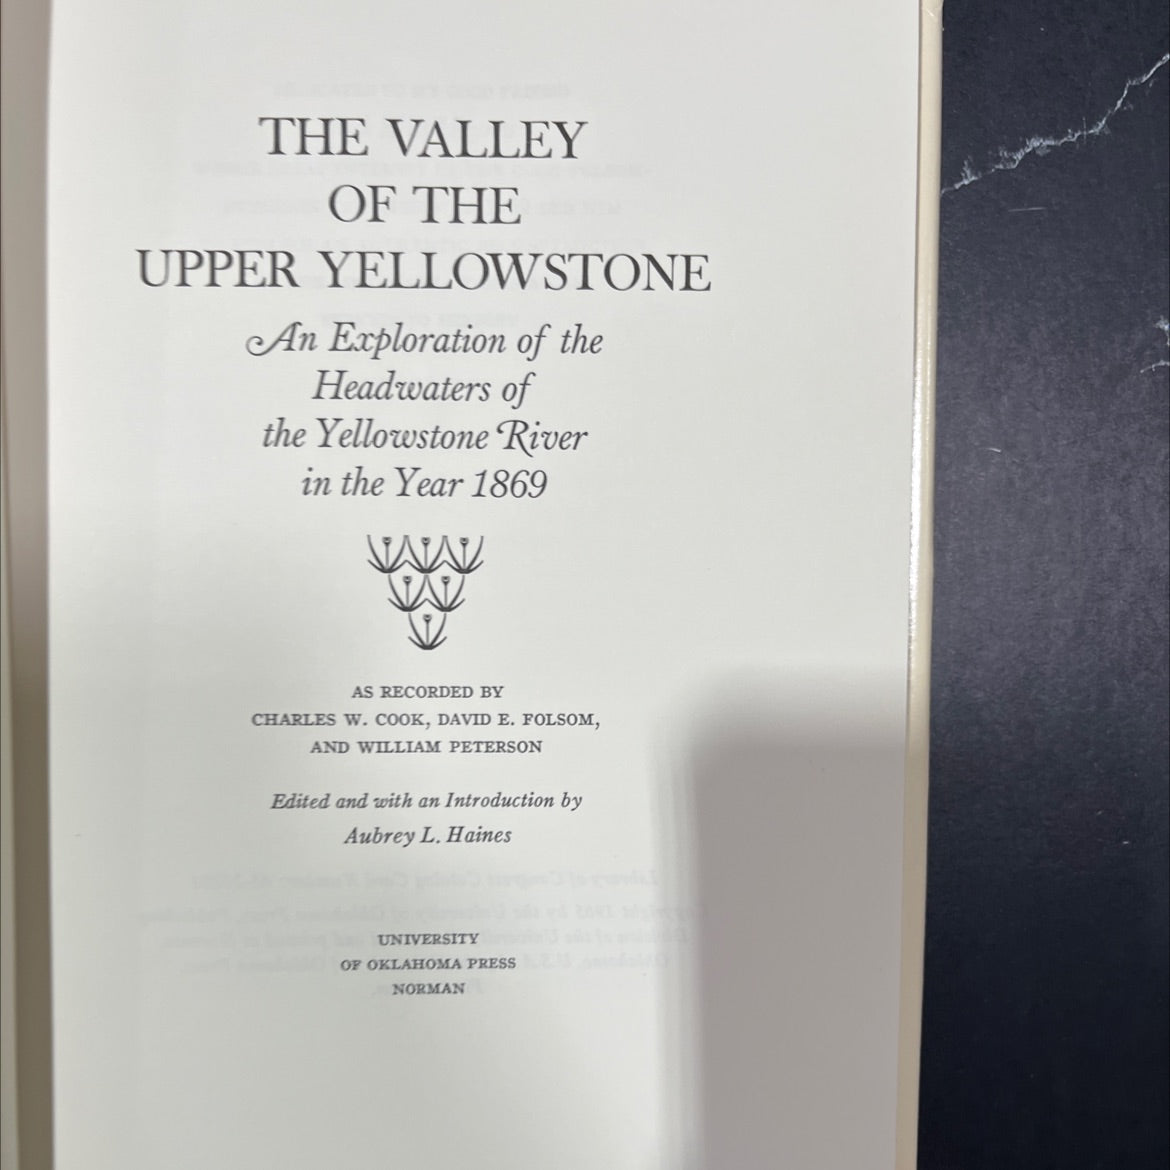 THE VALLEY
OF THE
UPPER YELLOWSTONE
An Exploration of the
Headwaters of
the Yellowstone River
in the Year 1869
AS RECORDED BY
CHARLES W. COOK, DAVID E. FOLSOM,
AND WILLIAM PETERSON
Edited and with an Introduction by
Aubrey L. Haines
UNIVERSITY
OF OKLAHOMA PRESS
NORMAN